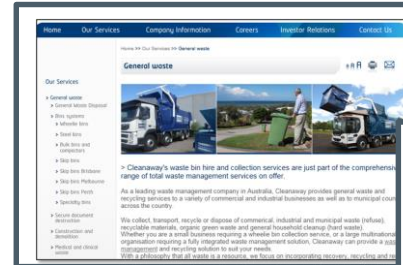 Home Our Services Company Information Careers Investor Relations Contact Us
Home >> Our Services >> General waste
General waste
Our Services
General waste
General Waste Disposal
Bins systems
Wheelie bins
Steel bins
Bulk bins and
compactors
Skip bins
Skip bins Brisbane
Skip bins Melbourne
Skip bins Perth
Specialty bins
Secure document
destruction
Construction and
demolition
Medical and clinical
waste
> Cleanaway's waste bin hire and collection services are just part of the comprehensiv
range of total waste management services on offer.
As a leading waste management company in Australia, Cleanaway provides general waste and
recycling services to a variety of commercial and industrial businesses as well as to municipal coun
across the country.
We collect, transport, recycle or dispose of commerical, industrial and municipal waste (refuse),
recyclable materials, organic green waste and general household cleanup (hard waste).
Whether you are a small business requiring a wheelie bin collection service, or a large multinational
organisation requiring a fully integrated waste management solution, Cleanaway can provide a was
management and recycling solution to suit your needs.
With a philosophy that all waste is a resource, we focus on incorporating recovery, recycling and re